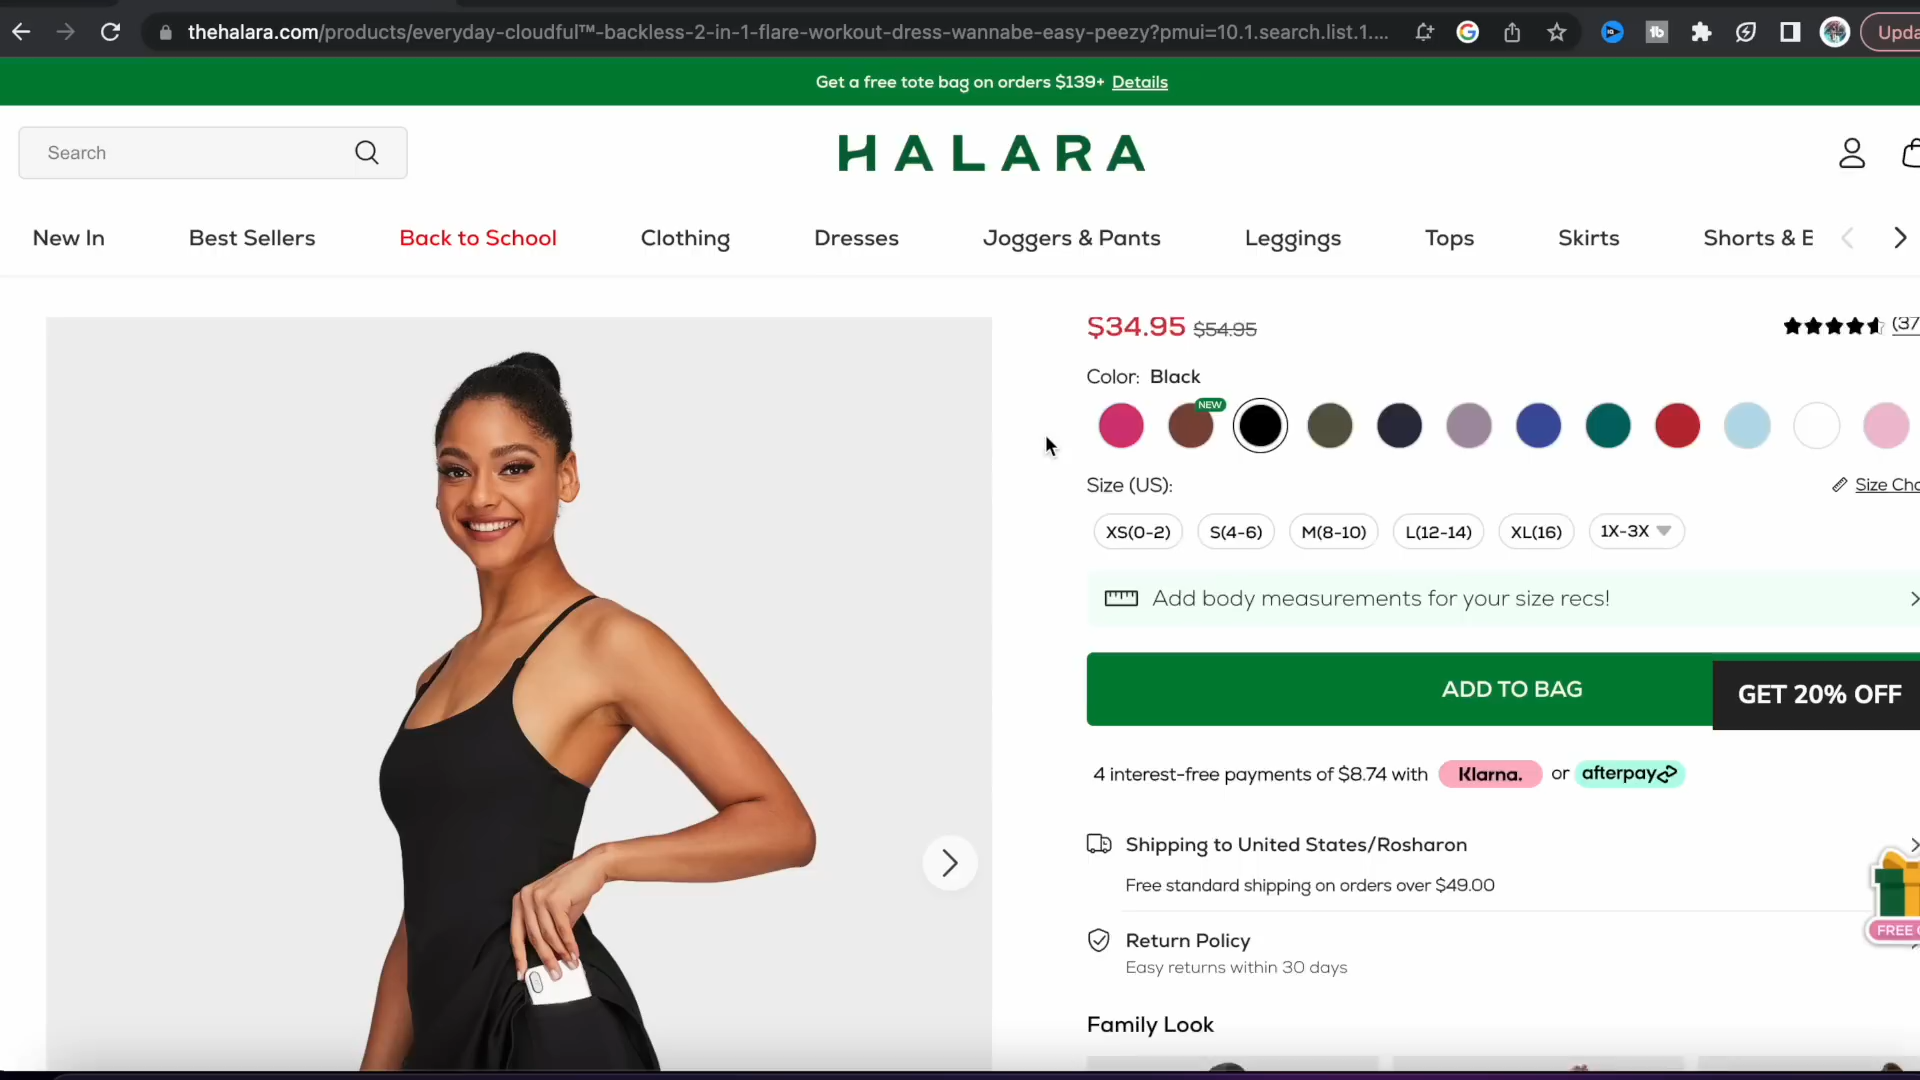 thehalara.com/products/everyday-cloudful™-backless-2-in-1-flare-workout-dress-wannabe-easy-peezy?pmui=10.1.search.list.1....
Upda
Get a free tote bag on orders $139+ Details
Search
HALARA
New In
Best Sellers
Back to School
Clothing
Dresses
Joggers & Pants
Leggings
Tops
Skirts
Shorts & B
$34.95 $54.95
(37
Color: Black
NEW
Size (US):
Size Cha
XS(0-2)
S(4-6)
M(8-10)
L(12-14)
XL(16)
1X-3X
Add body measurements for your size recs!
ADD TO BAG
GET 20% OFF
4 interest-free payments of $8.74 with Klarna. or afterpay
Shipping to United States/Rosharon
Free standard shipping on orders over $49.00
FREE
Return Policy
Easy returns within 30 days
Family Look